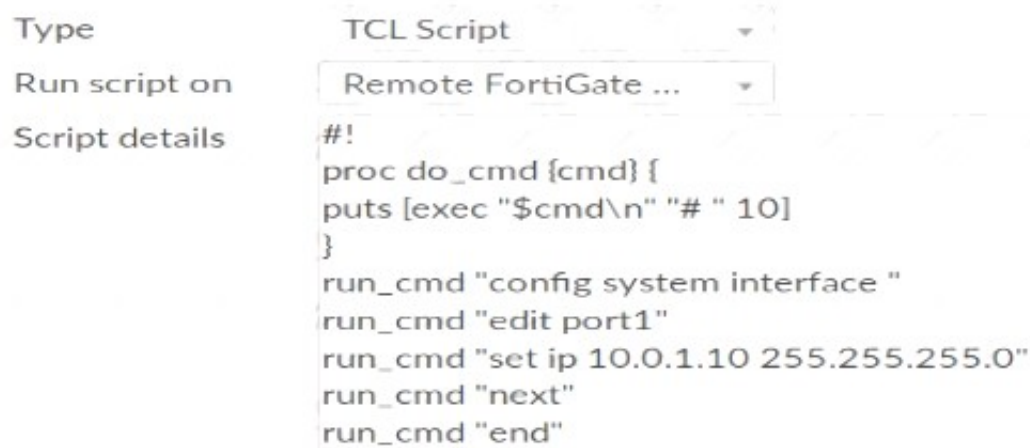 Type TCL Script
Run script on Remote FortiGate ...
Script details #!
proc do_cmd {cmd} {
puts [exec "$cmd\n" "# " 10]
}
run_cmd "config system interface "
run_cmd "edit port1"
run_cmd "set ip 10.0.1.10 255.255.255.0"
run_cmd "next"
run_cmd "end"